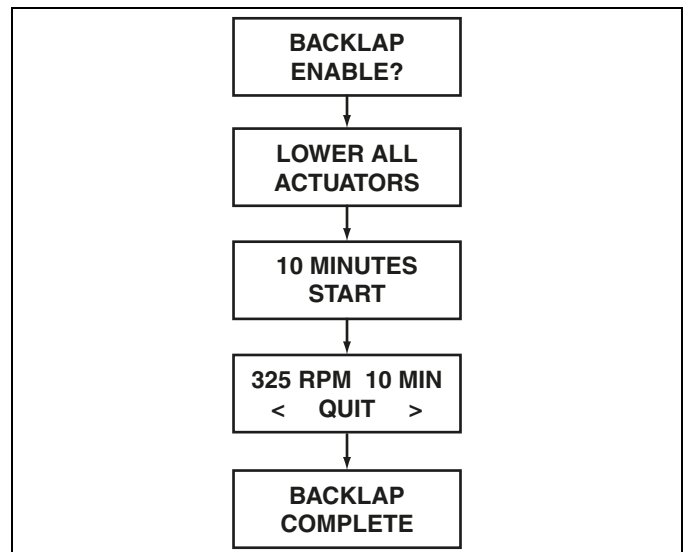 BACKLAP
ENABLE?
LOWER ALL
ACTUATORS
10 MINUTES
START
325 RPM 10 MIN
< QUIT >
BACKLAP
COMPLETE